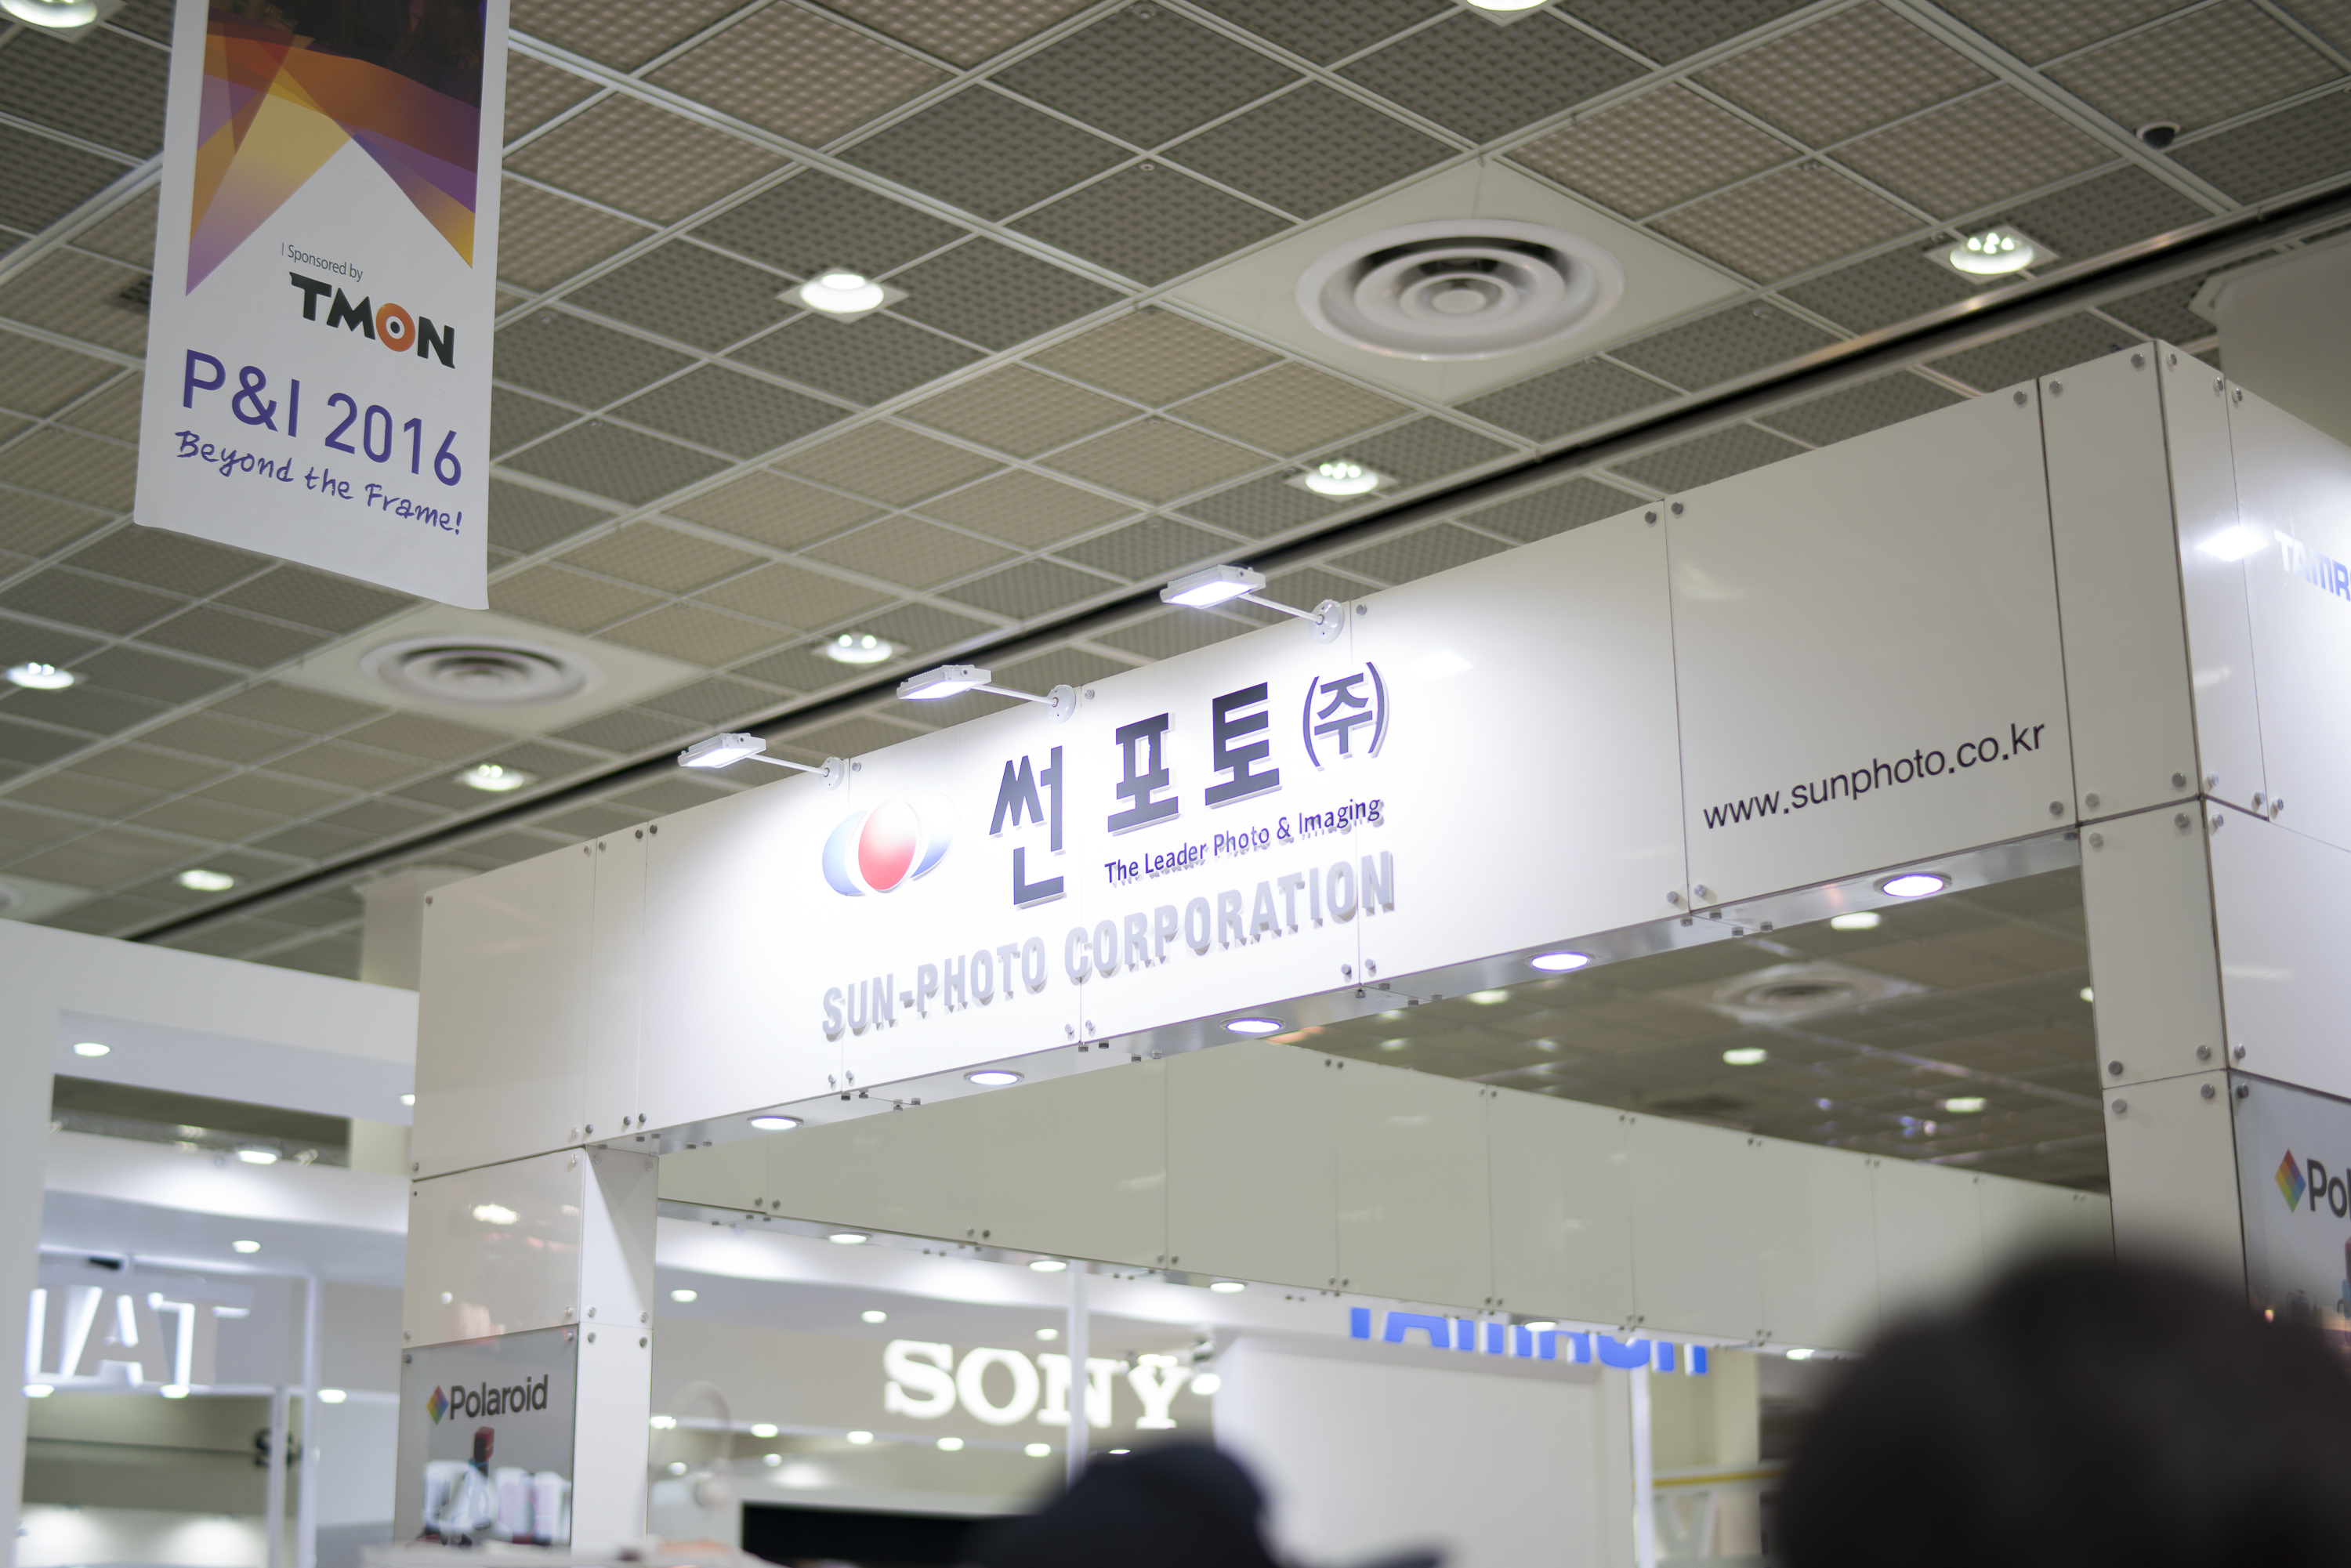 | Sponsored by
TMON
P&I 2016
Beyond the Frame!
썬 포토 (주)
The Leader Photo & Imaging
SUN-PHOTO CORPORATION
www.sunphoto.co.kr
Polaroid
SONY